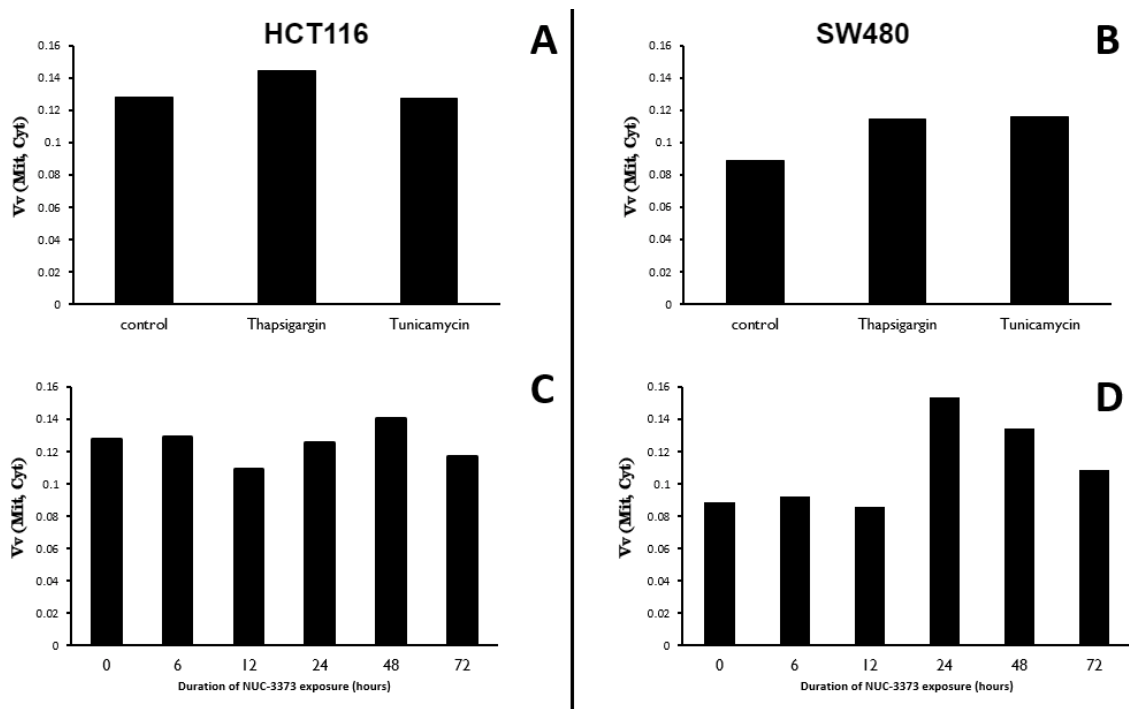 HCT116
A
0.16
0.14
0.12
0.1
0.08
0.06
0.04
0.02
0
Vv (Mit, Cyt)
control Thapsigargin Tunicamycin
SW480
B
0.16
0.14
0.12
0.1
0.08
0.06
0.04
0.02
0
Vv (Mit, Cyt)
control Thapsigargin Tunicamycin
C
0.16
0.14
0.12
0.1
0.08
0.06
0.04
0.02
0
Vv (Mit, Cyt)
0 6 12 24 48 72
Duration of NUC-3373 exposure (hours)
D
0.16
0.14
0.12
0.1
0.08
0.06
0.04
0.02
0
Vv (Mit, Cyt)
0 6 12 24 48 72
Duration of NUC-3373 exposure (hours)